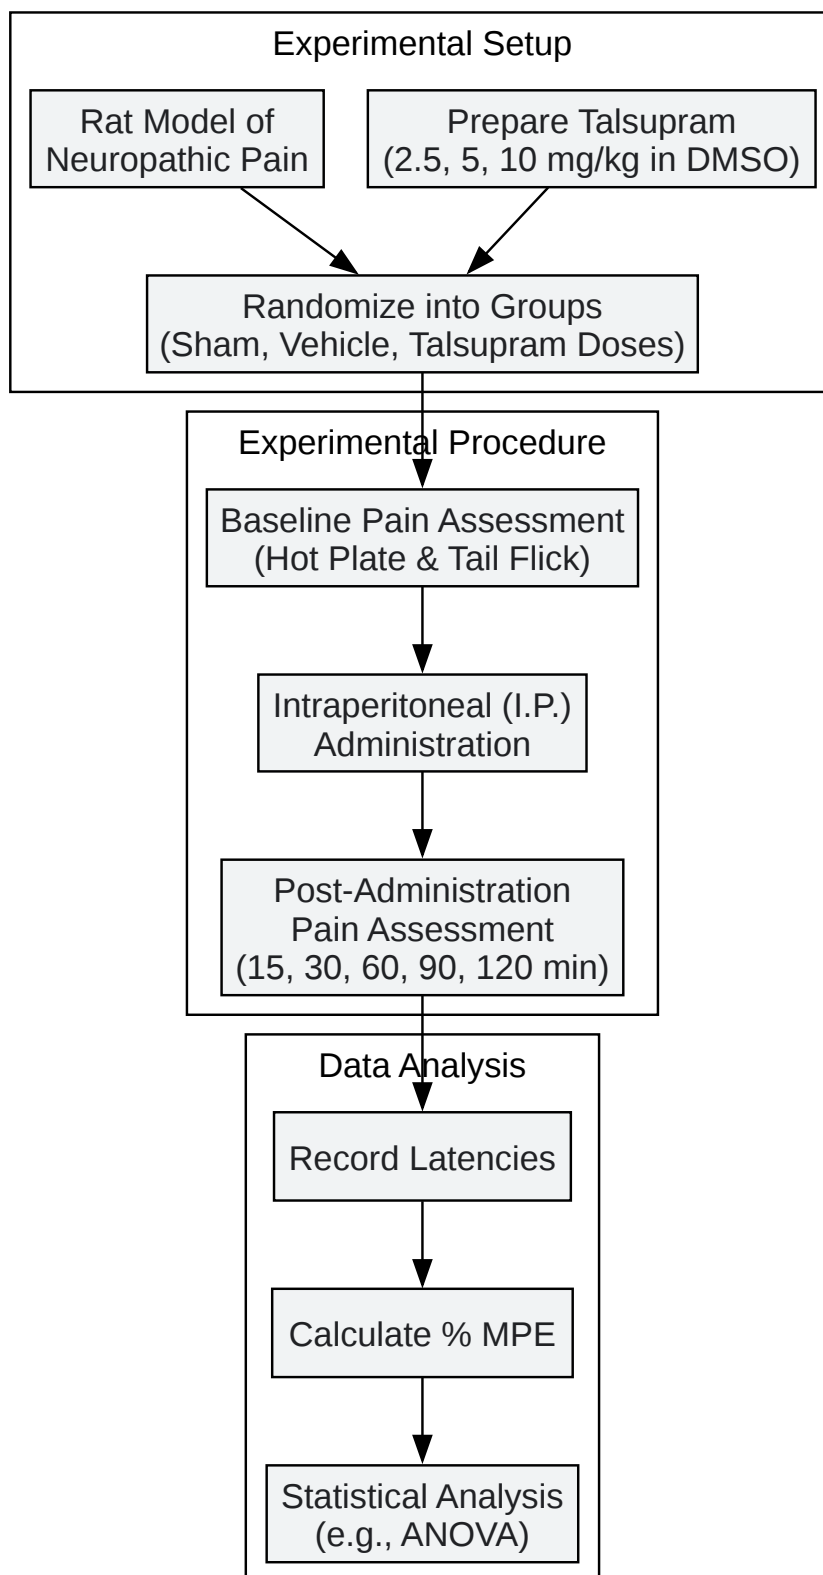 Experimental Setup
Rat Model of
Neuropathic Pain
Prepare Talsupram
(2.5, 5, 10 mg/kg in DMSO)
Randomize into Groups
(Sham, Vehicle, Talsupram Doses)
Experimental Procedure
Baseline Pain Assessment
(Hot Plate & Tail Flick)
Intraperitoneal (I.P.)
Administration
Post-Administration
Pain Assessment
(15, 30, 60, 90, 120 min)
Data Analysis
Record Latencies
Calculate % MPE
Statistical Analysis
(e.g., ANOVA)